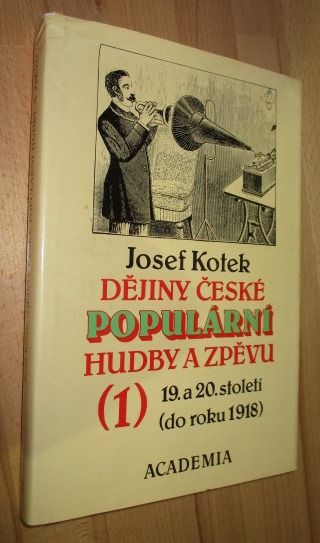 Josef Kotek
DĚJINY ČESKÉ
POPULÁRNÍ
HUDBY A ZPĚVU
(1) 19. a 20. století
(do roku 1918)
ACADEMIA